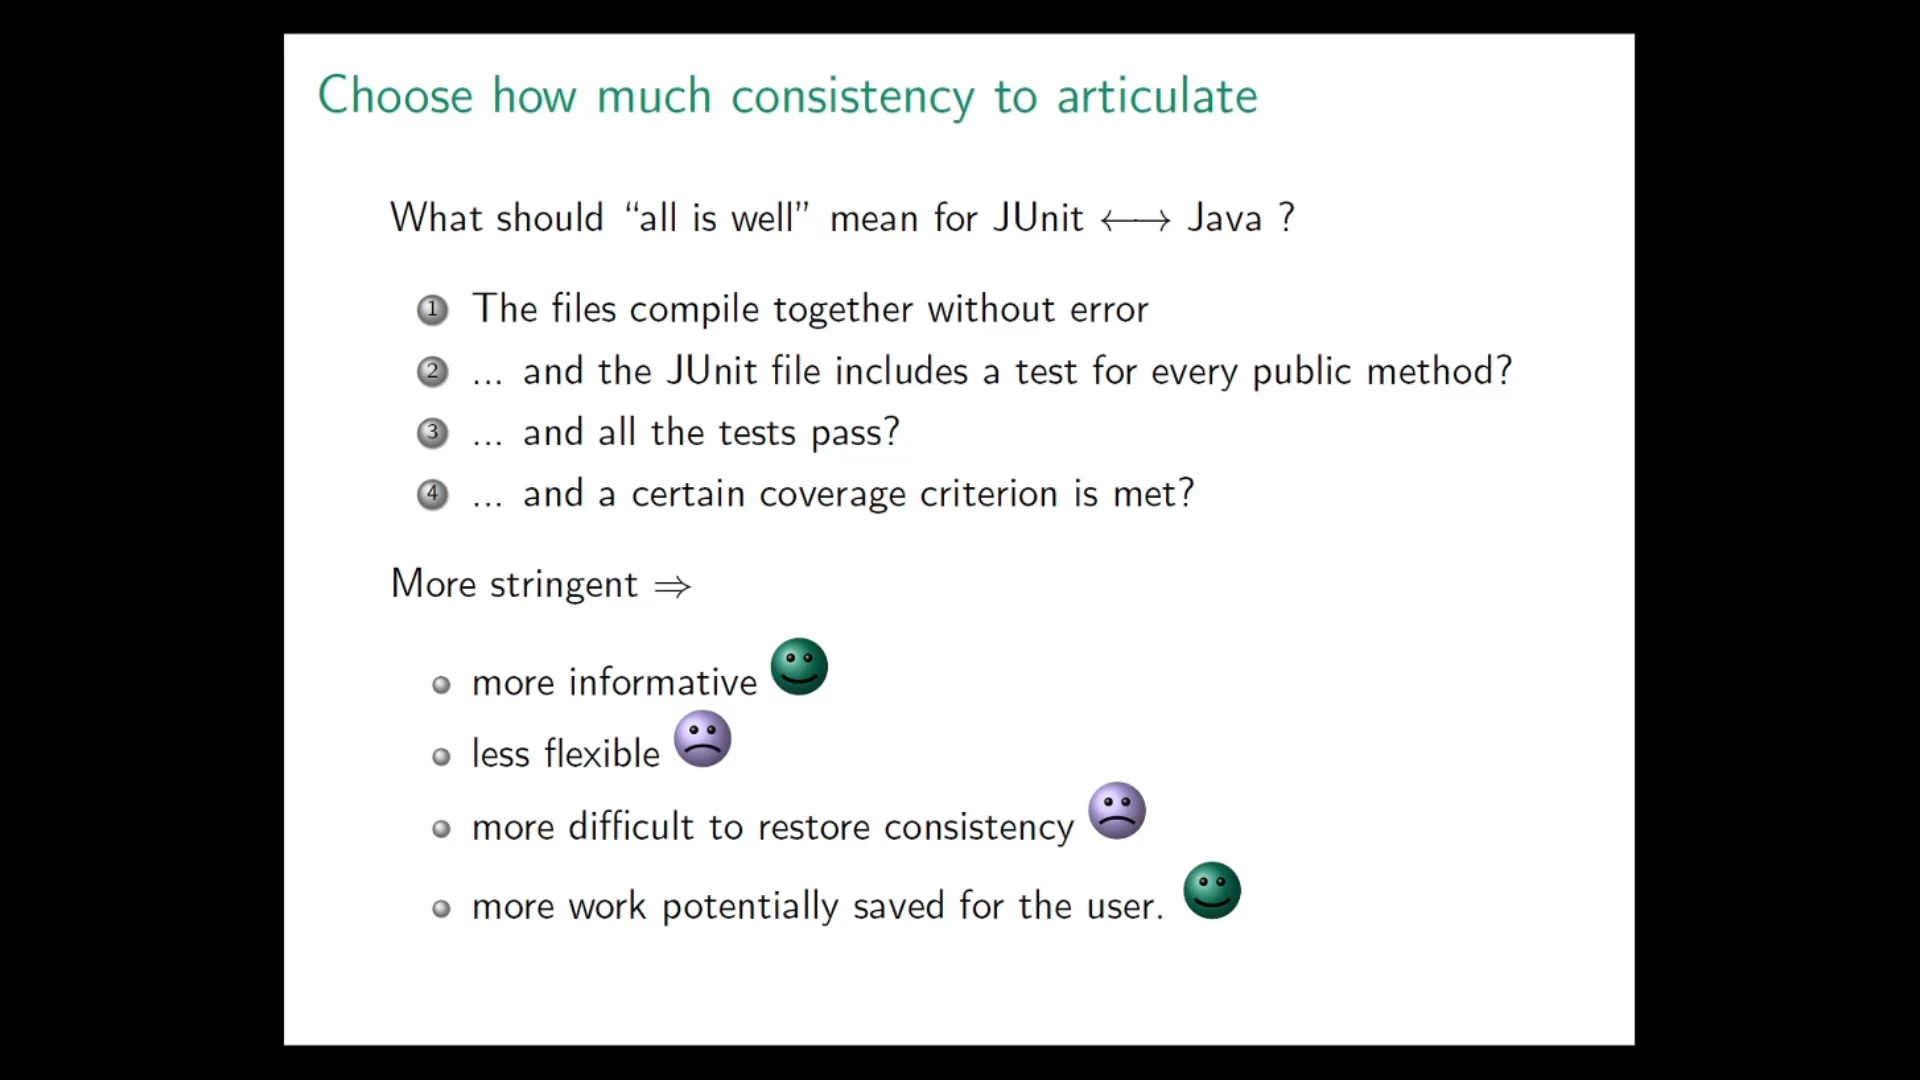 Choose how much consistency to articulate
What should “all is well” mean for JUnit ⟷ Java ?
1 The files compile together without error
2 ... and the JUnit file includes a test for every public method?
3 ... and all the tests pass?
4 ... and a certain coverage criterion is met?
More stringent ⇒
more informative
less flexible
more difficult to restore consistency
more work potentially saved for the user.